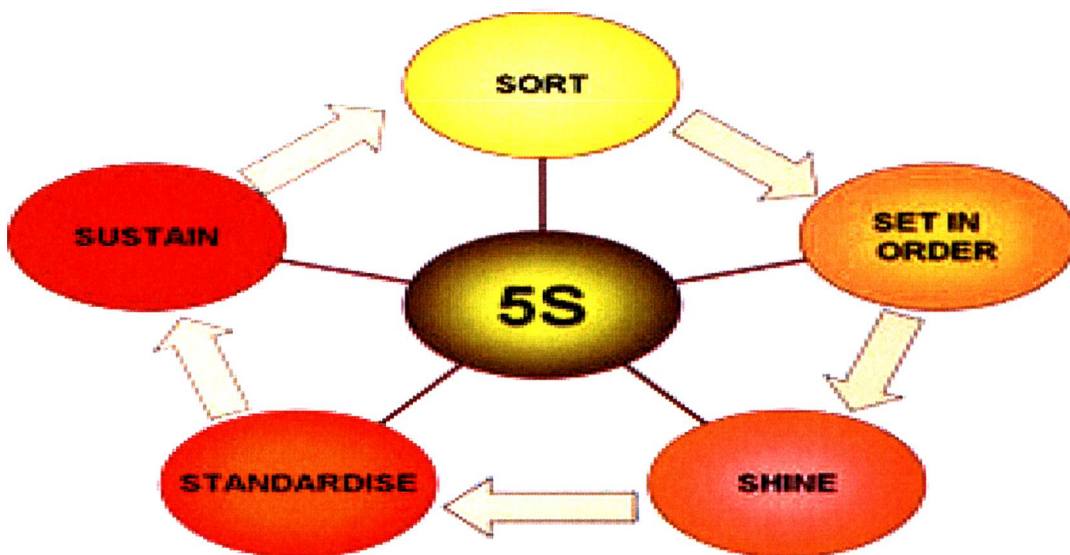 SORT
SET IN
ORDER
SHINE
STANDARDISE
SUSTAIN
5S